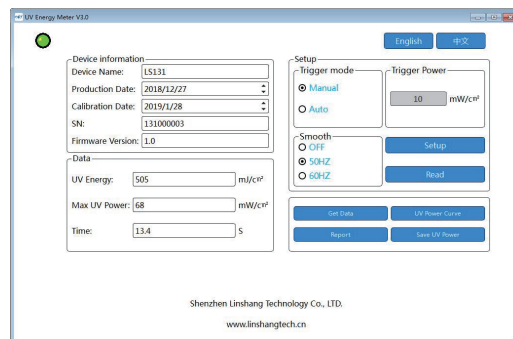 UV Energy Meter V3.0
English
中文
Device information
Device Name: LS131
Production Date: 2018/12/27
Calibration Date: 2019/1/28
SN: 131000003
Firmware Version: 1.0
Data
UV Energy: 505 mJ/cm²
Max UV Power: 68 mW/cm²
Time: 13.4 S
Setup
Trigger mode
Manual
Auto
Trigger Power
10 mW/cm²
Smooth
OFF
50HZ
60HZ
Setup
Read
Get Data
UV Power Curve
Report
Save UV Power
Shenzhen Linshang Technology Co., LTD.
www.linshangtech.cn